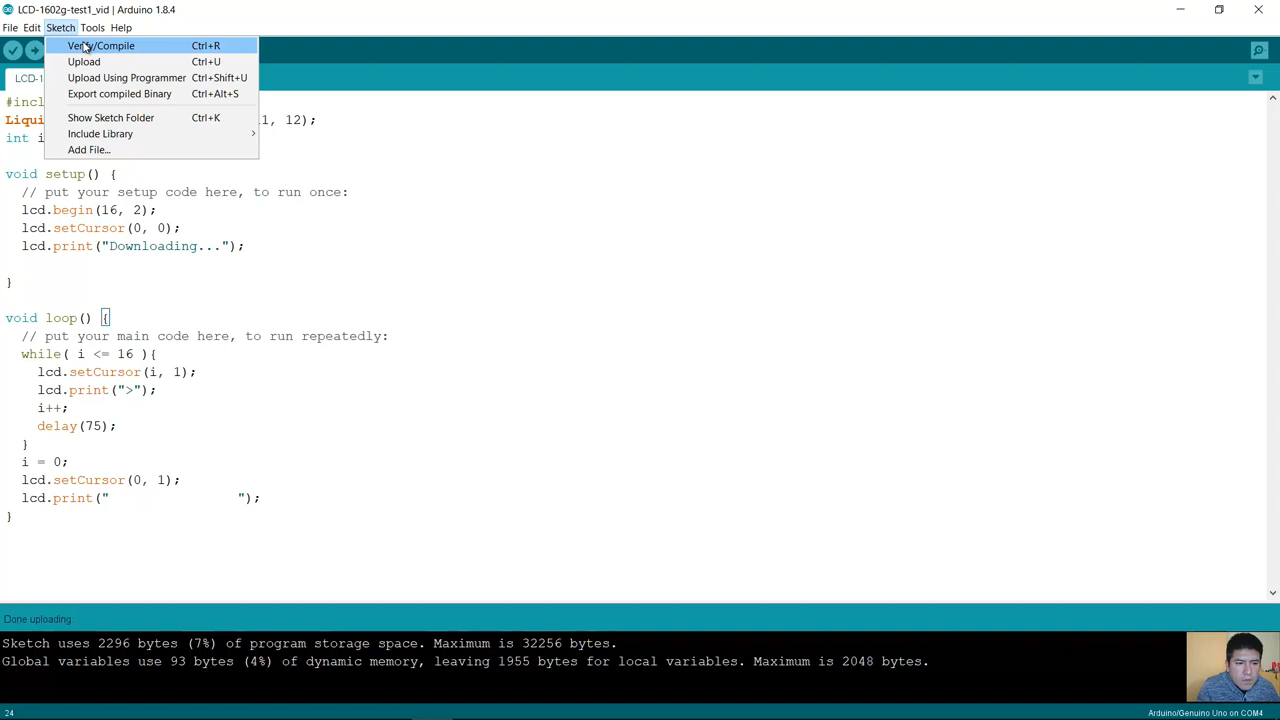 LCD-1602g-test1_vid | Arduino 1.8.4
File Edit Sketch Tools Help
Verify/Compile Ctrl+R
Upload Ctrl+U
Upload Using Programmer Ctrl+Shift+U
Export compiled Binary Ctrl+Alt+S
Show Sketch Folder Ctrl+K
Include Library
Add File...
LCD-1
#incl
Liqui 1, 12);
int i
void setup() {
// put your setup code here, to run once:
lcd.begin(16, 2);
lcd.setCursor(0, 0);
lcd.print("Downloading...");
}
void loop() {
// put your main code here, to run repeatedly:
while( i <= 16 ){
lcd.setCursor(i, 1);
lcd.print(">");
i++;
delay(75);
}
i = 0;
lcd.setCursor(0, 1);
lcd.print("                ");
}
Done uploading.
Sketch uses 2296 bytes (7%) of program storage space. Maximum is 32256 bytes.
Global variables use 93 bytes (4%) of dynamic memory, leaving 1955 bytes for local variables. Maximum is 2048 bytes.
24 Arduino/Genuino Uno on COM4